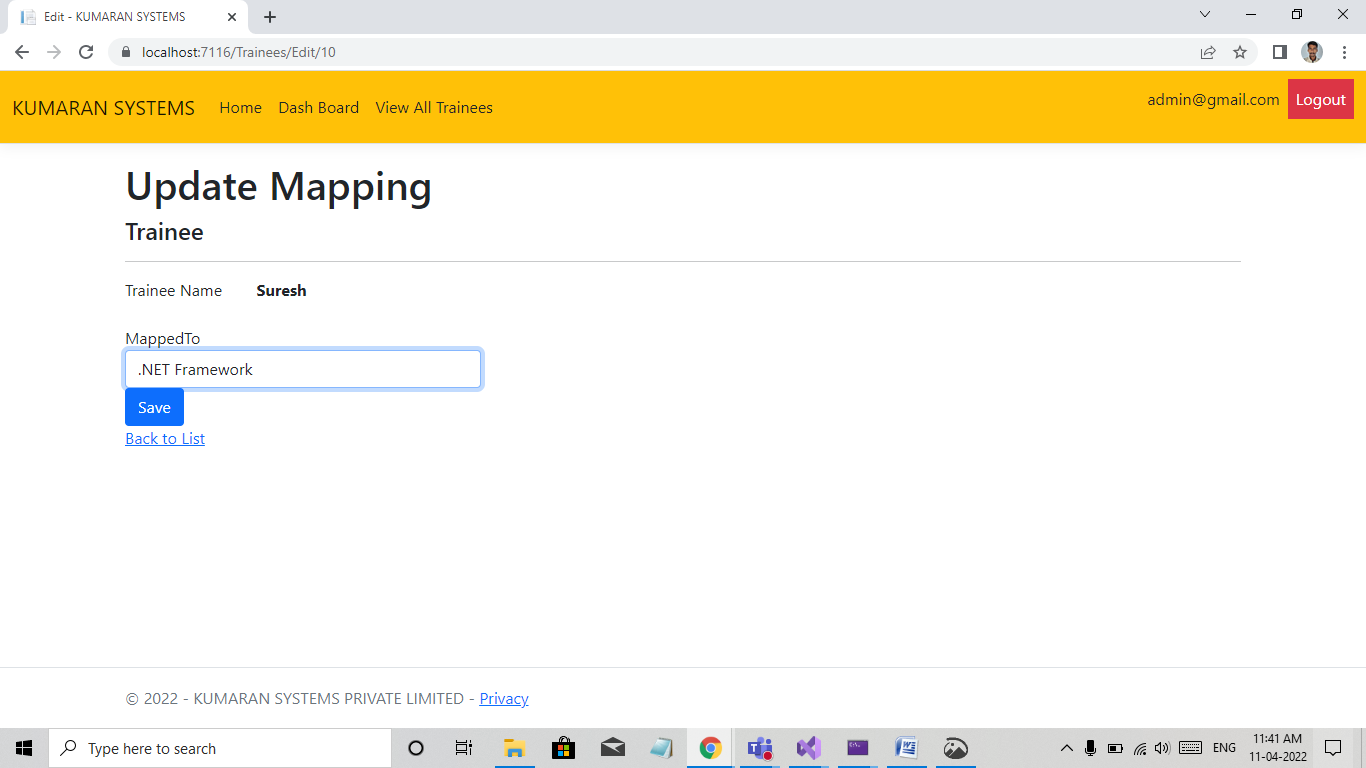 Edit - KUMARAN SYSTEMS
localhost:7116/Trainees/Edit/10
KUMARAN SYSTEMS Home Dash Board View All Trainees admin@gmail.com Logout
Update Mapping
Trainee
Trainee Name Suresh
MappedTo
.NET Framework
Save
Back to List
© 2022 - KUMARAN SYSTEMS PRIVATE LIMITED - Privacy
Type here to search
ENG
11:41 AM
11-04-2022